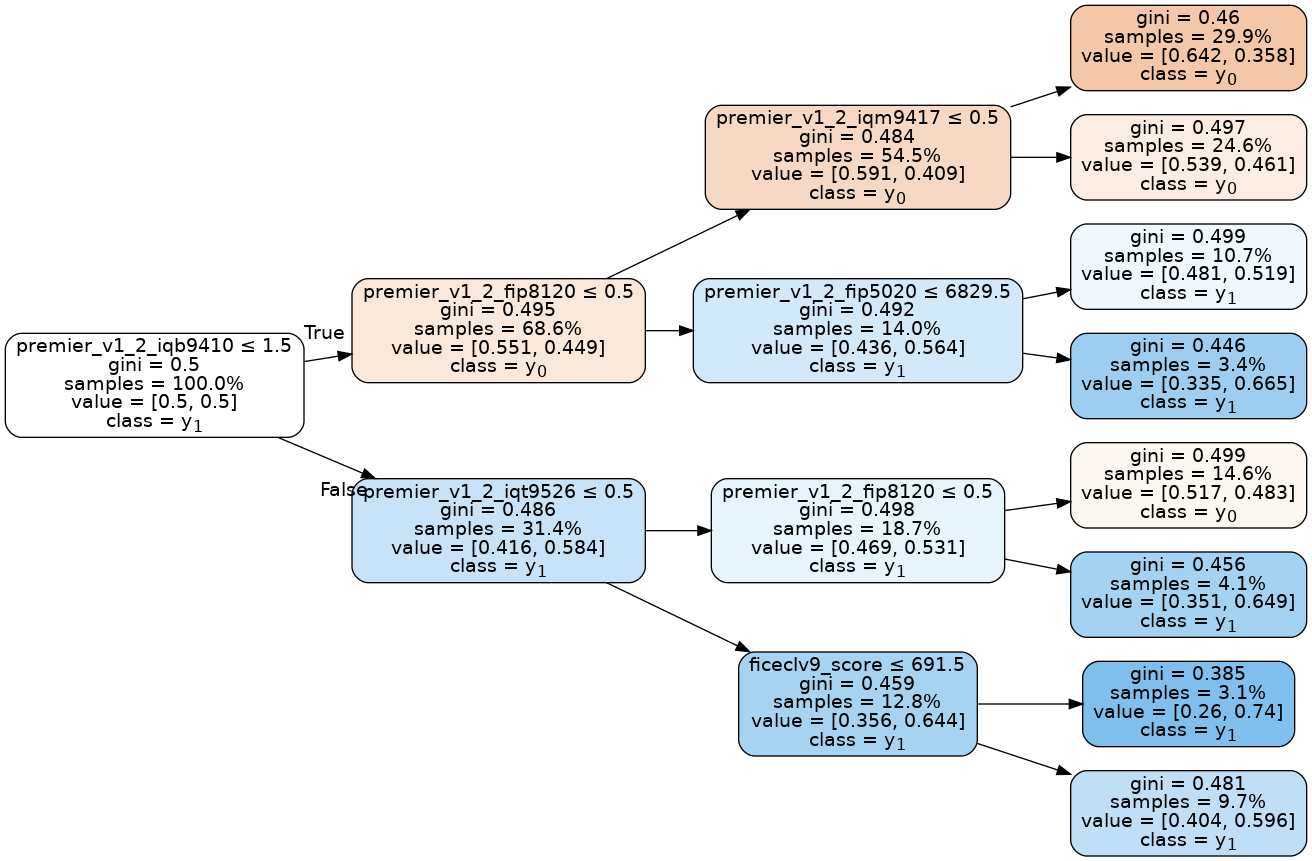 premier_v1_2_iqb9410 ≤ 1.5
gini = 0.5
samples = 100.0%
value = [0.5, 0.5]
class = y1
True
False
premier_v1_2_fip8120 ≤ 0.5
gini = 0.495
samples = 68.6%
value = [0.551, 0.449]
class = y0
premier_v1_2_iqt9526 ≤ 0.5
gini = 0.486
samples = 31.4%
value = [0.416, 0.584]
class = y1
premier_v1_2_iqm9417 ≤ 0.5
gini = 0.484
samples = 54.5%
value = [0.591, 0.409]
class = y0
premier_v1_2_fip5020 ≤ 6829.5
gini = 0.492
samples = 14.0%
value = [0.436, 0.564]
class = y1
premier_v1_2_fip8120 ≤ 0.5
gini = 0.498
samples = 18.7%
value = [0.469, 0.531]
class = y1
ficeclv9_score ≤ 691.5
gini = 0.459
samples = 12.8%
value = [0.356, 0.644]
class = y1
gini = 0.46
samples = 29.9%
value = [0.642, 0.358]
class = y0
gini = 0.497
samples = 24.6%
value = [0.539, 0.461]
class = y0
gini = 0.499
samples = 10.7%
value = [0.481, 0.519]
class = y1
gini = 0.446
samples = 3.4%
value = [0.335, 0.665]
class = y1
gini = 0.499
samples = 14.6%
value = [0.517, 0.483]
class = y0
gini = 0.456
samples = 4.1%
value = [0.351, 0.649]
class = y1
gini = 0.385
samples = 3.1%
value = [0.26, 0.74]
class = y1
gini = 0.481
samples = 9.7%
value = [0.404, 0.596]
class = y1